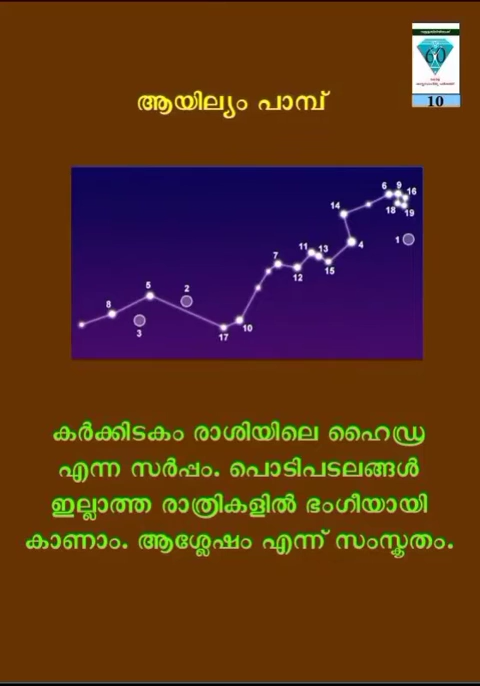 60
10
ആയില്യം പാമ്പ്
6 9 16
14
18 19
1
4
7 11 13
12 15
5 2
8
3
17 10
കർക്കിടകം രാശിയിലെ ഹൈഡ്ര
എന്ന സർപ്പം. പൊടിപടലങ്ങൾ
ഇല്ലാത്ത രാത്രികളിൽ ഭംഗിയായി
കാണാം. ആശ്ലേഷം എന്ന് സംസ്കൃതം.